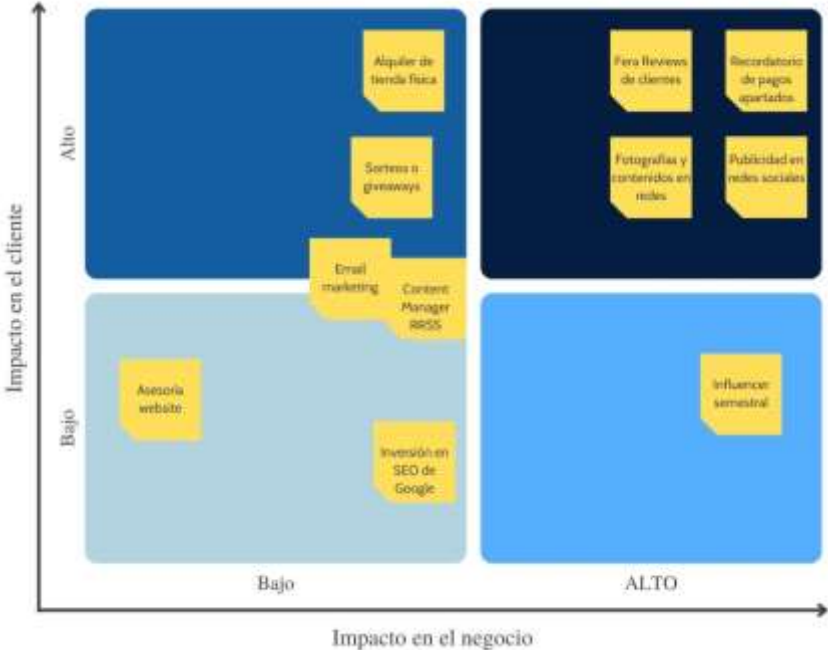 Impacto en el cliente
Alto
Bajo
Alquiler de
tienda física
Sorteos o
giveaways
Fera Reviews
de clientes
Recordatorio
de pagos
apartados
Fotografías y
contenidos en
redes
Publicidad en
redes sociales
Email
marketing
Content
Manager
RRSS
Asesoría
website
Inversión en
SEO de
Google
Influencer
semestral
Bajo
ALTO
Impacto en el negocio